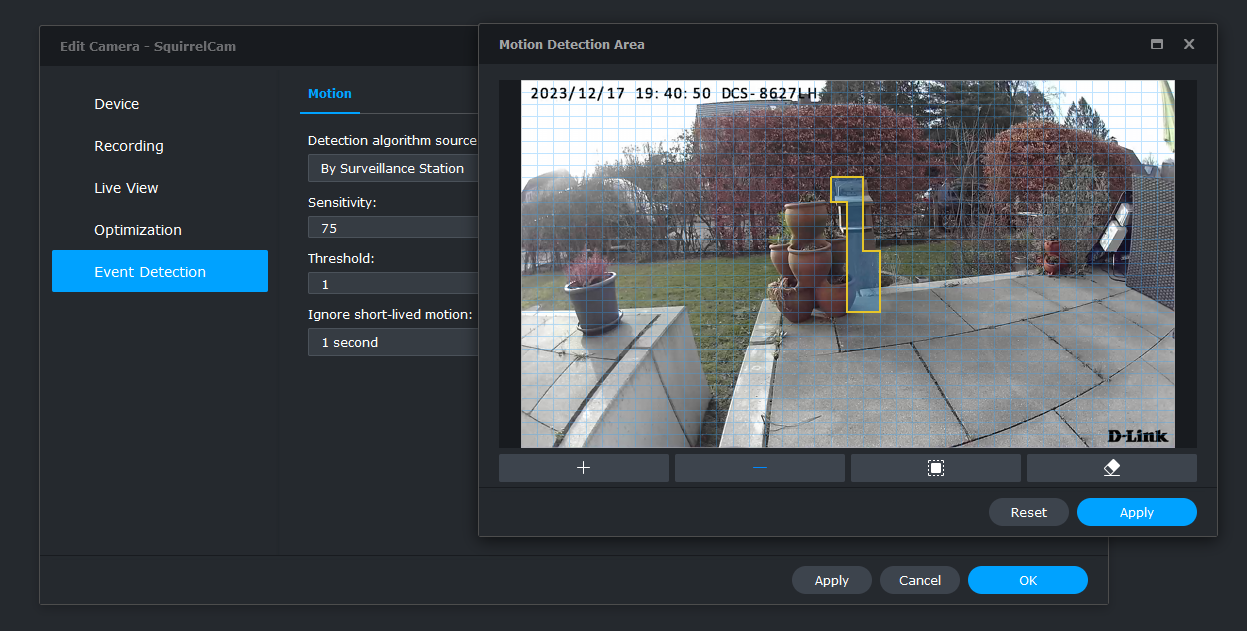 Edit Camera - SquirrelCam
Device
Recording
Live View
Optimization
Event Detection
Motion
Detection algorithm source
By Surveillance Station
Sensitivity:
75
Threshold:
1
Ignore short-lived motion:
1 second
Apply
Cancel
OK
Motion Detection Area
2023/12/17 19:40:50 DCS-8627LH
D-Link
Reset
Apply